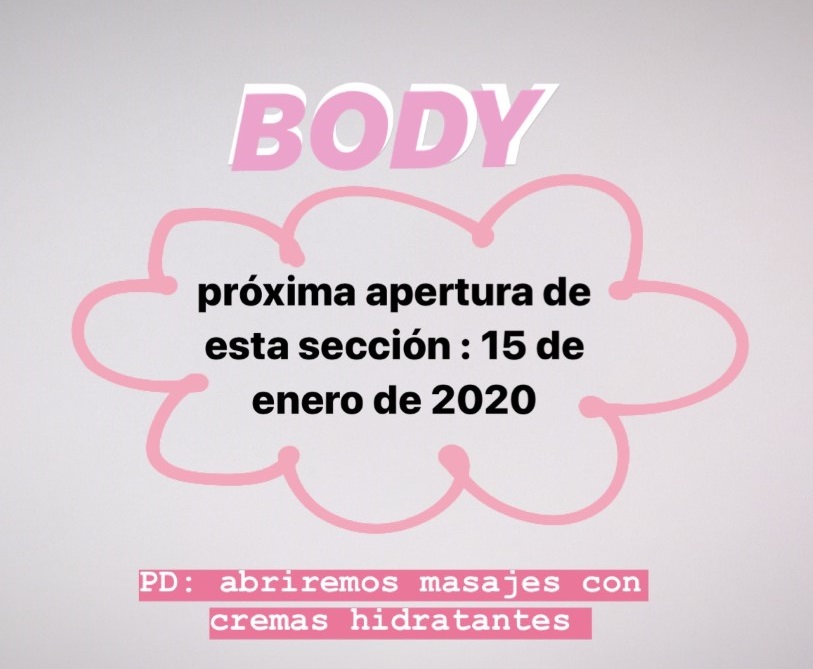 BODY
próxima apertura de
esta sección : 15 de
enero de 2020
PD: abriremos masajes con
cremas hidratantes